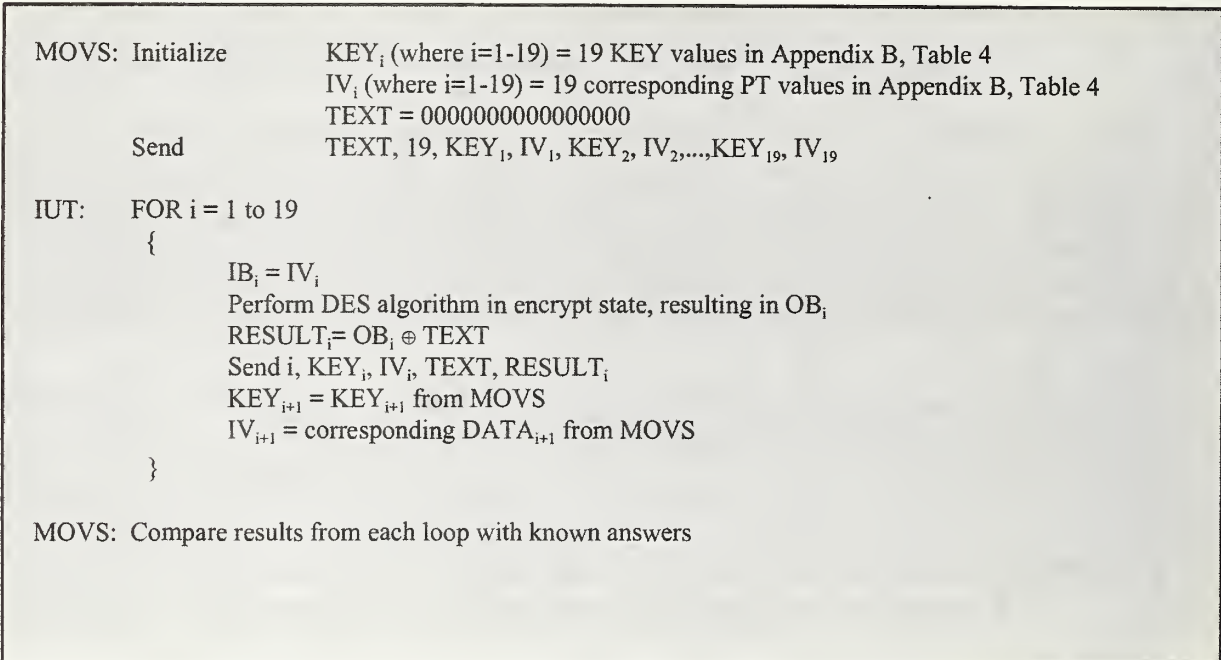 MOVS: Initialize KEYᵢ (where i=1-19) = 19 KEY values in Appendix B, Table 4
IVᵢ (where i=1-19) = 19 corresponding PT values in Appendix B, Table 4
TEXT = 0000000000000000
Send TEXT, 19, KEY₁, IV₁, KEY₂, IV₂,...,KEY₁₉, IV₁₉
IUT: FOR i = 1 to 19
{
IBᵢ = IVᵢ
Perform DES algorithm in encrypt state, resulting in OBᵢ
RESULTᵢ= OBᵢ ⊕ TEXT
Send i, KEYᵢ, IVᵢ, TEXT, RESULTᵢ
KEYᵢ₊₁ = KEYᵢ₊₁ from MOVS
IVᵢ₊₁ = corresponding DATAᵢ₊₁ from MOVS
}
MOVS: Compare results from each loop with known answers